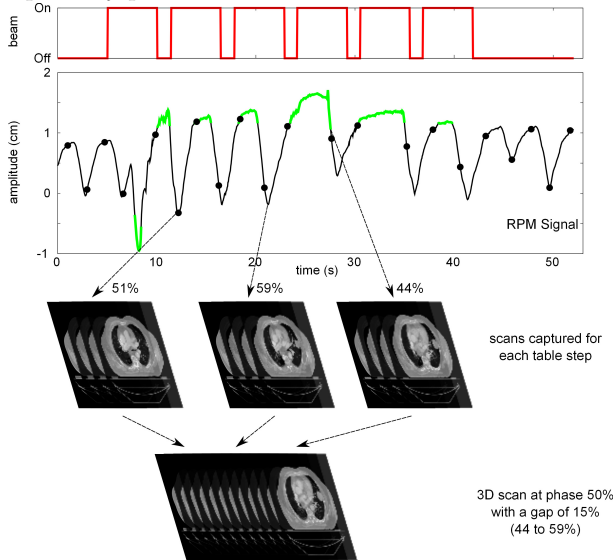 On
beam
Off
2
1
amplitude (cm)
0
RPM Signal
-1
0
10
20
30
40
50
time (s)
51%
59%
44%
scans captured for
each table step
3D scan at phase 50%
with a gap of 15%
(44 to 59%)